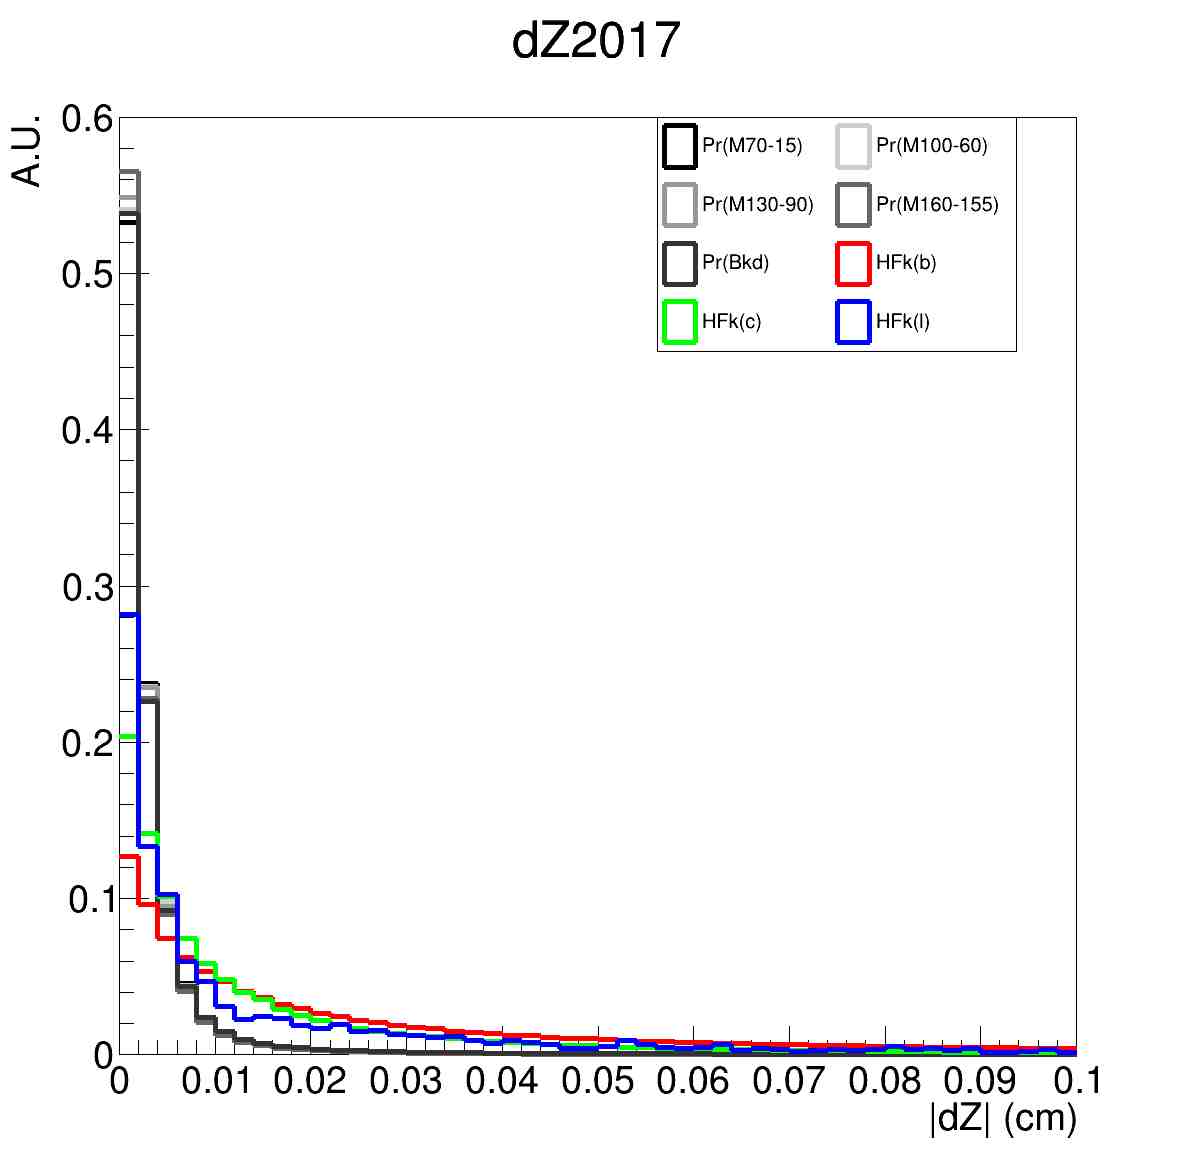 dZ2017
A.U.
0.6
0.5
0.4
0.3
0.2
0.1
0
Pr(M70-15) Pr(M100-60)
Pr(M130-90) Pr(M160-155)
Pr(Bkd) HFk(b)
HFk(c) HFk(l)
0 0.01 0.02 0.03 0.04 0.05 0.06 0.07 0.08 0.09 0.1
|dZ| (cm)